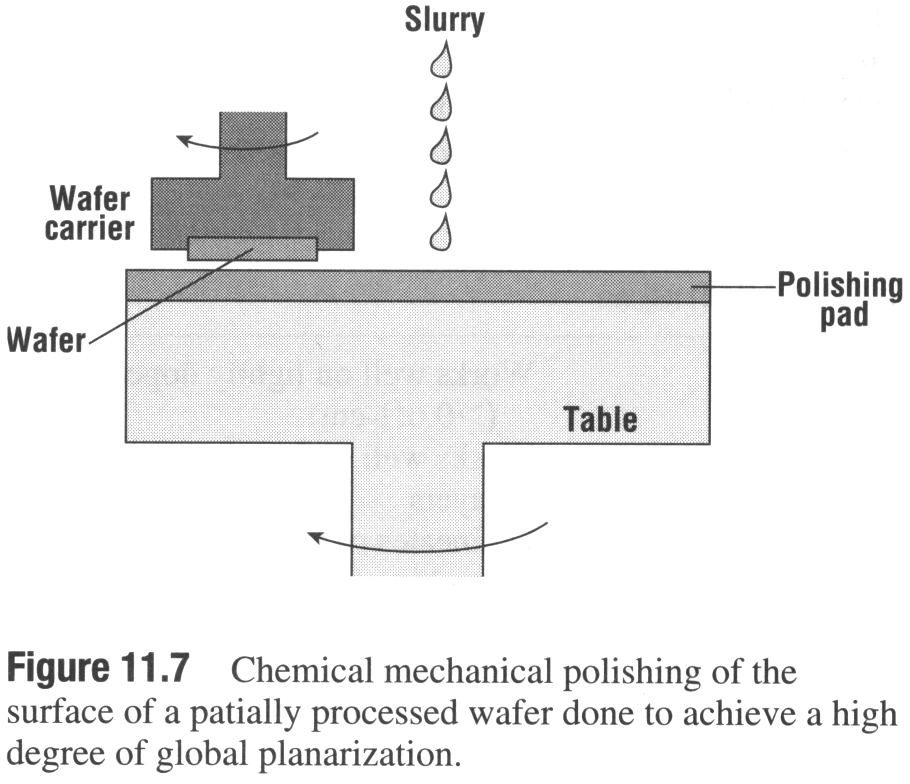 Slurry
Wafer
carrier
Polishing
pad
Wafer
Table
Figure 11.7 Chemical mechanical polishing of the
surface of a patially processed wafer done to achieve a high
degree of global planarization.